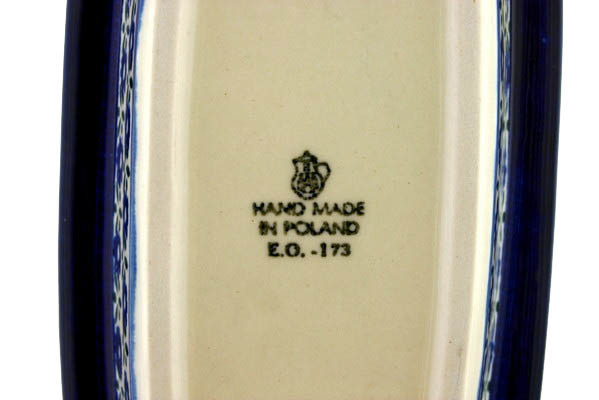 HAND MADE
IN POLAND
E.O. -173